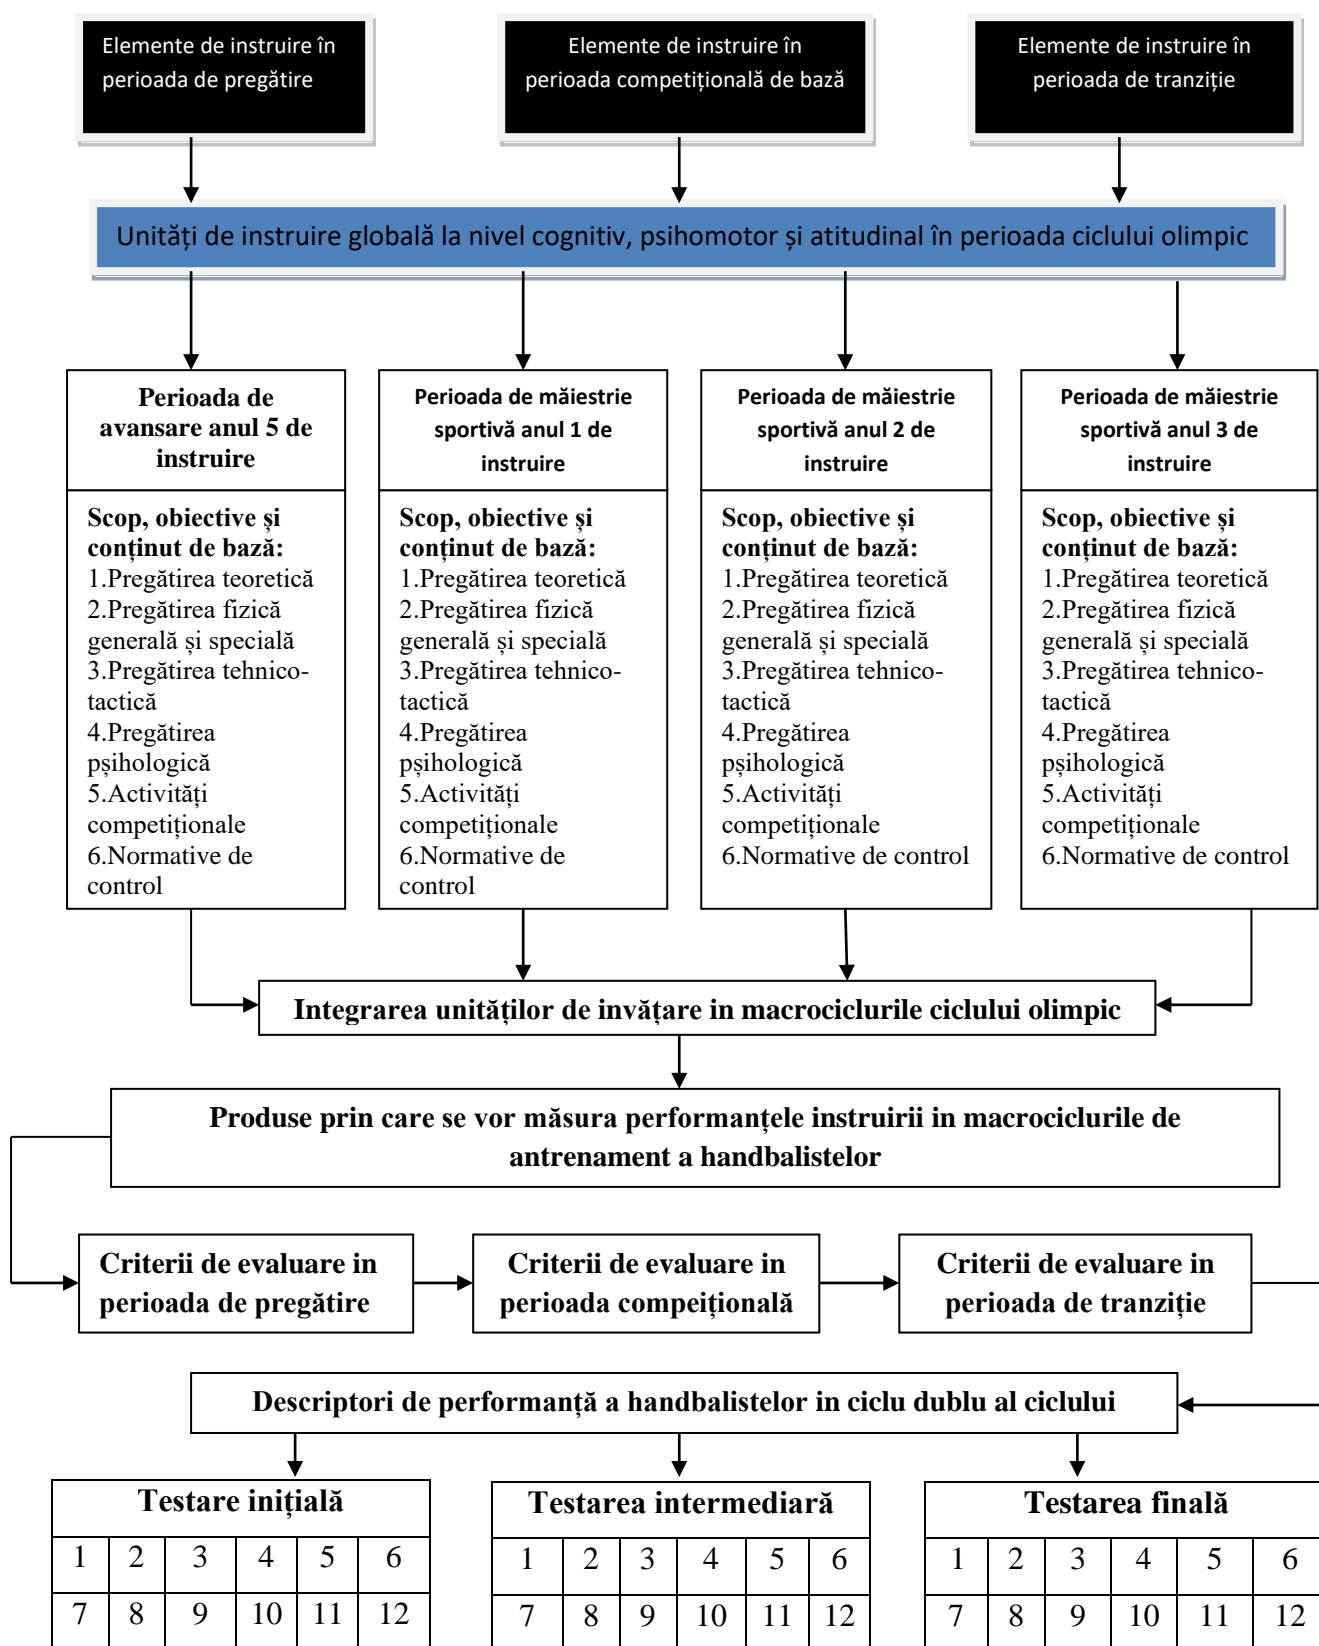 Elemente de instruire în
perioada de pregătire
Elemente de instruire în
perioada competițională de bază
Elemente de instruire în
perioada de tranziție
Unități de instruire globală la nivel cognitiv, psihomotor și atitudinal în perioada ciclului olimpic
Perioada de
avansare anul 5 de
instruire
Scop, obiective și
conținut de bază:
1.Pregătirea teoretică
2.Pregătirea fizică
generală și specială
3.Pregătirea tehnico-
tactică
4.Pregătirea
pșihologică
5.Activități
competiționale
6.Normative de
control
Perioada de măiestrie
sportivă anul 1 de
instruire
Scop, obiective și
conținut de bază:
1.Pregătirea teoretică
2.Pregătirea fizică
generală și specială
3.Pregătirea tehnico-
tactică
4.Pregătirea
pșihologică
5.Activități
competiționale
6.Normative de
control
Perioada de măiestrie
sportivă anul 2 de
instruire
Scop, obiective și
conținut de bază:
1.Pregătirea teoretică
2.Pregătirea fizică
generală și specială
3.Pregătirea tehnico-
tactică
4.Pregătirea
pșihologică
5.Activități
competiționale
6.Normative de control
Perioada de măiestrie
sportivă anul 3 de
instruire
Scop, obiective și
conținut de bază:
1.Pregătirea teoretică
2.Pregătirea fizică
generală și specială
3.Pregătirea tehnico-
tactică
4.Pregătirea
pșihologică
5.Activități
competiționale
6.Normative de control
Integrarea unităților de invățare in macrociclurile ciclului olimpic
Produse prin care se vor măsura performanțele instruirii in macrociclurile de
antrenament a handbalistelor
Criterii de evaluare in
perioada de pregătire
Criterii de evaluare in
perioada compeițională
Criterii de evaluare in
perioada de tranziție
Descriptori de performanță a handbalistelor in ciclu dublu al ciclului
Testare inițială
1 2 3 4 5 6
7 8 9 10 11 12
Testarea intermediară
1 2 3 4 5 6
7 8 9 10 11 12
Testarea finală
1 2 3 4 5 6
7 8 9 10 11 12